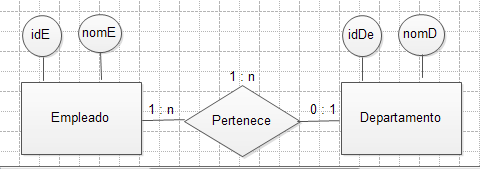 idE
nomE
idDe
nomD
1 : n
Empleado
1 : n
Pertenece
0 : 1
Departamento